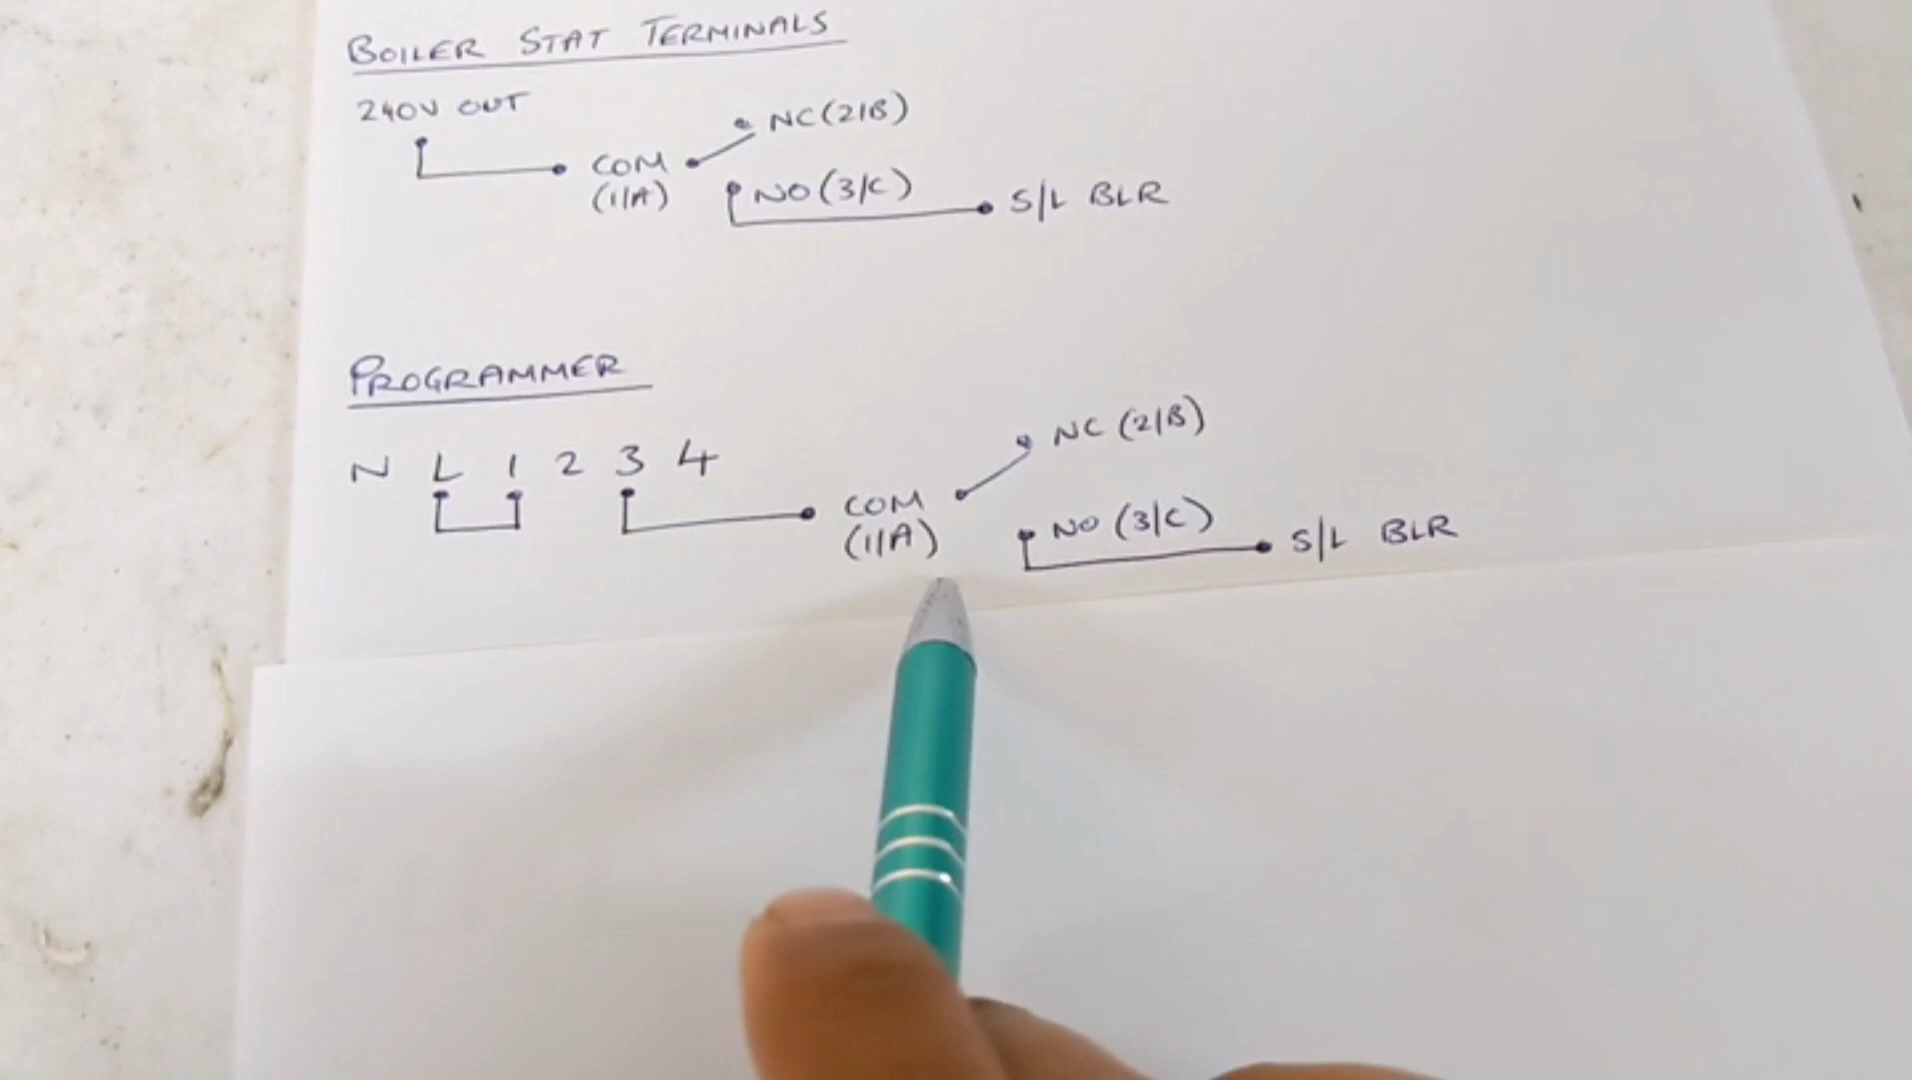 BOILER STAT TERMINALS
240V OUT
NC (2/B)
COM
(1/A)
NO (3/C)
S/L BLR
PROGRAMMER
N L 1 2 3 4
NC (2/B)
COM
(1/A)
NO (3/C)
S/L BLR